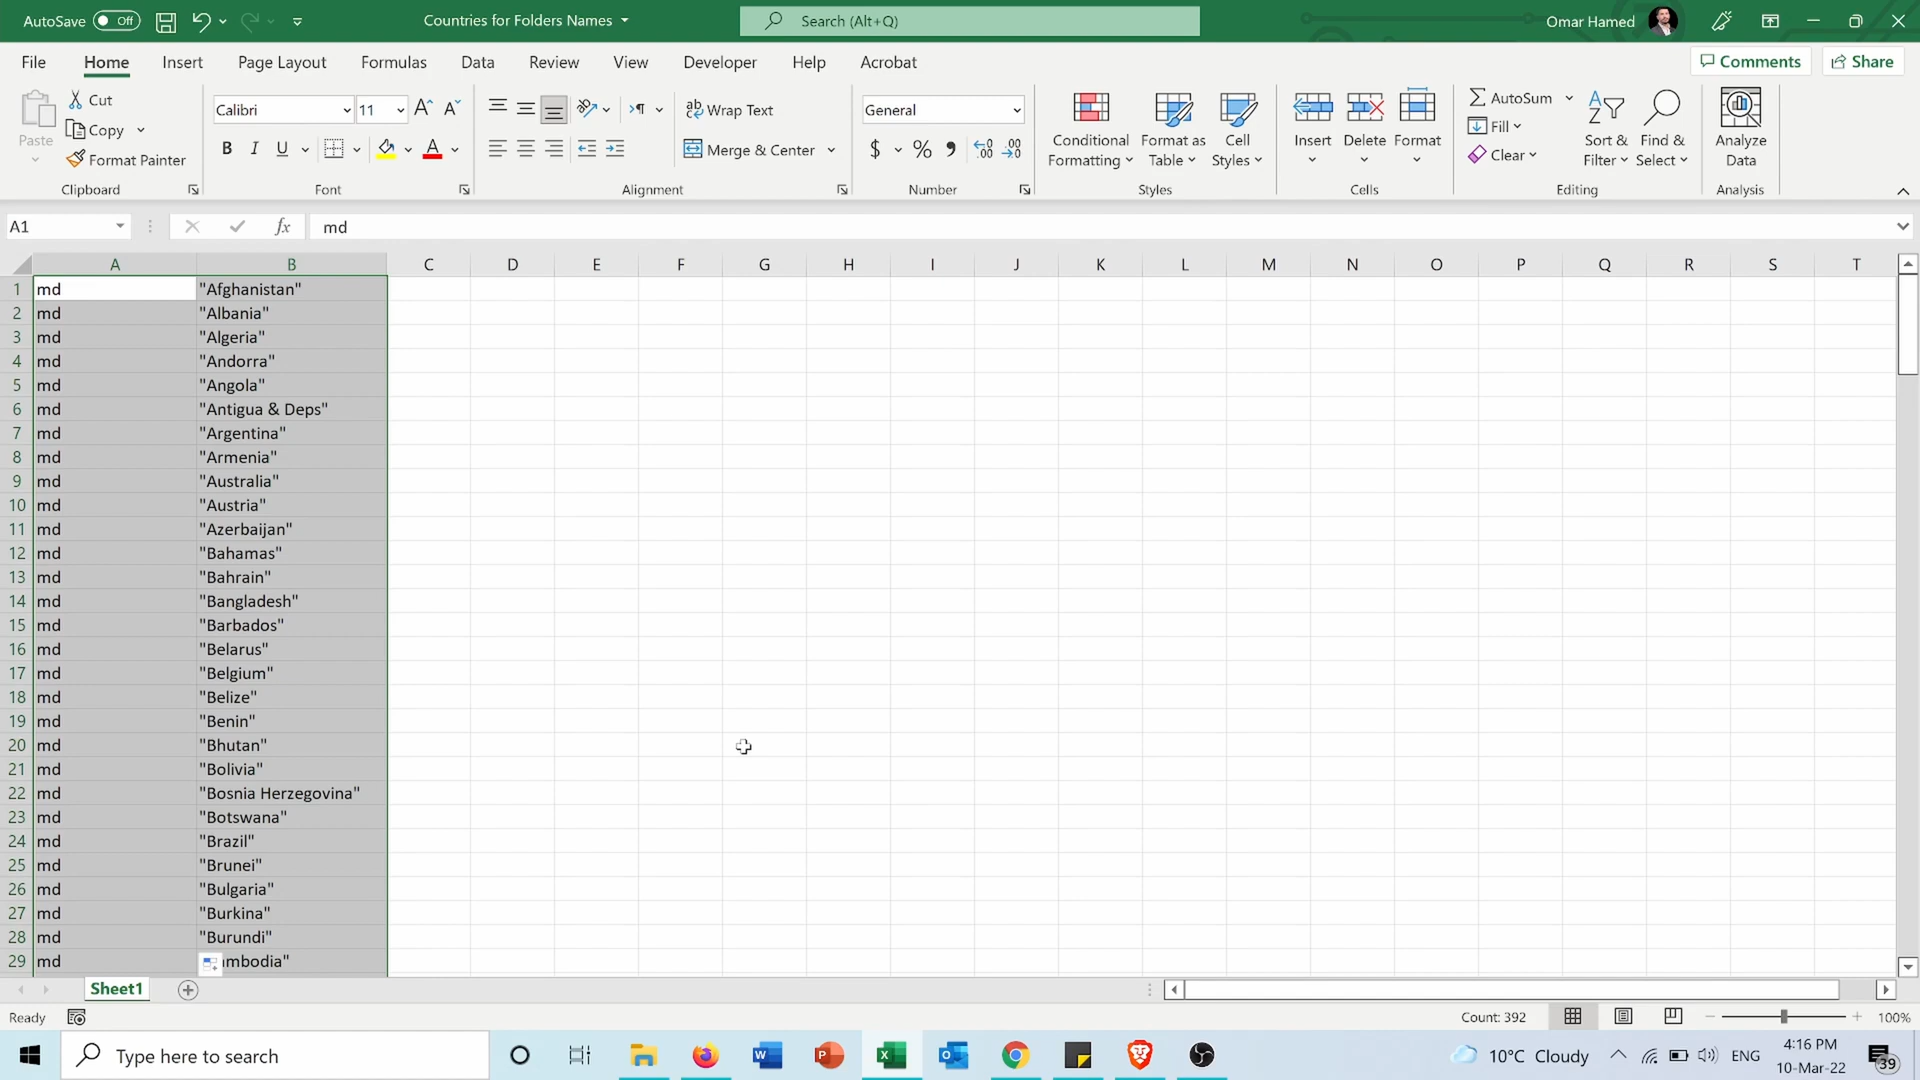 AutoSave Off Countries for Folders Names Search (Alt+Q) Omar Hamed
File Home Insert Page Layout Formulas Data Review View Developer Help Acrobat Comments Share
Paste Cut Copy Format Painter Clipboard
Calibri 11 B I U A Font
Wrap Text Merge & Center Alignment
General $ % Number
Conditional Formatting Format as Table Cell Styles Styles
Insert Delete Format Cells
AutoSum Fill Clear Sort & Filter Find & Select Editing
Analyze Data Analysis
A1 fx md
A B C D E F G H I J K L M N O P Q R S T
1 md "Afghanistan"
2 md "Albania"
3 md "Algeria"
4 md "Andorra"
5 md "Angola"
6 md "Antigua & Deps"
7 md "Argentina"
8 md "Armenia"
9 md "Australia"
10 md "Austria"
11 md "Azerbaijan"
12 md "Bahamas"
13 md "Bahrain"
14 md "Bangladesh"
15 md "Barbados"
16 md "Belarus"
17 md "Belgium"
18 md "Belize"
19 md "Benin"
20 md "Bhutan"
21 md "Bolivia"
22 md "Bosnia Herzegovina"
23 md "Botswana"
24 md "Brazil"
25 md "Brunei"
26 md "Bulgaria"
27 md "Burkina"
28 md "Burundi"
29 md ambodia"
Sheet1
Ready Count: 392 100%
Type here to search 10°C Cloudy ENG 4:16 PM
10-Mar-22 39